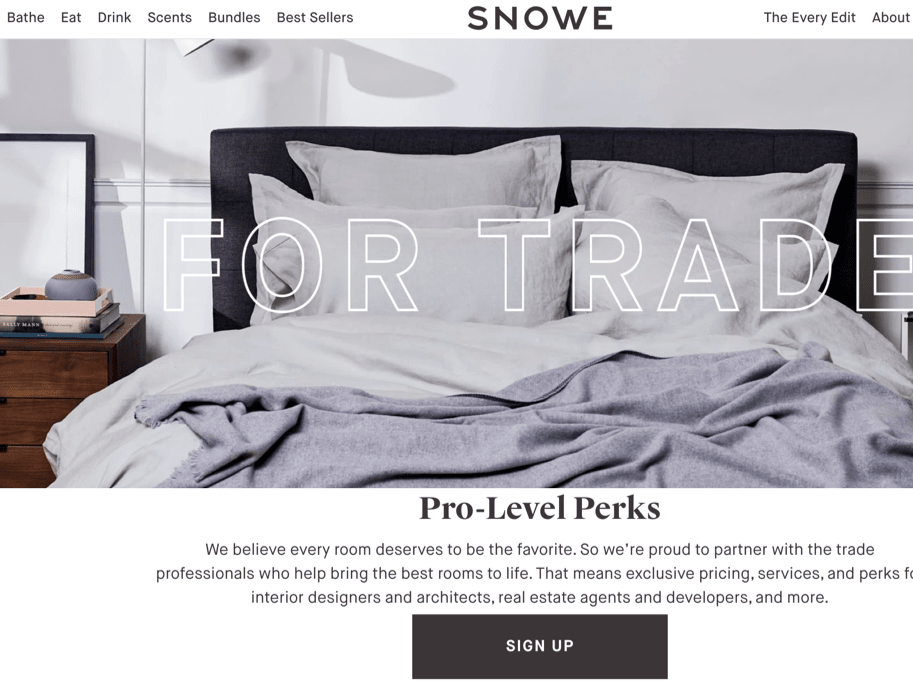 Bathe Eat Drink Scents Bundles Best Sellers SNOWE The Every Edit About
FOR TRADE
SALLY MANN
Pro-Level Perks
We believe every room deserves to be the favorite. So we're proud to partner with the trade
professionals who help bring the best rooms to life. That means exclusive pricing, services, and perks
interior designers and architects, real estate agents and developers, and more.
SIGN UP